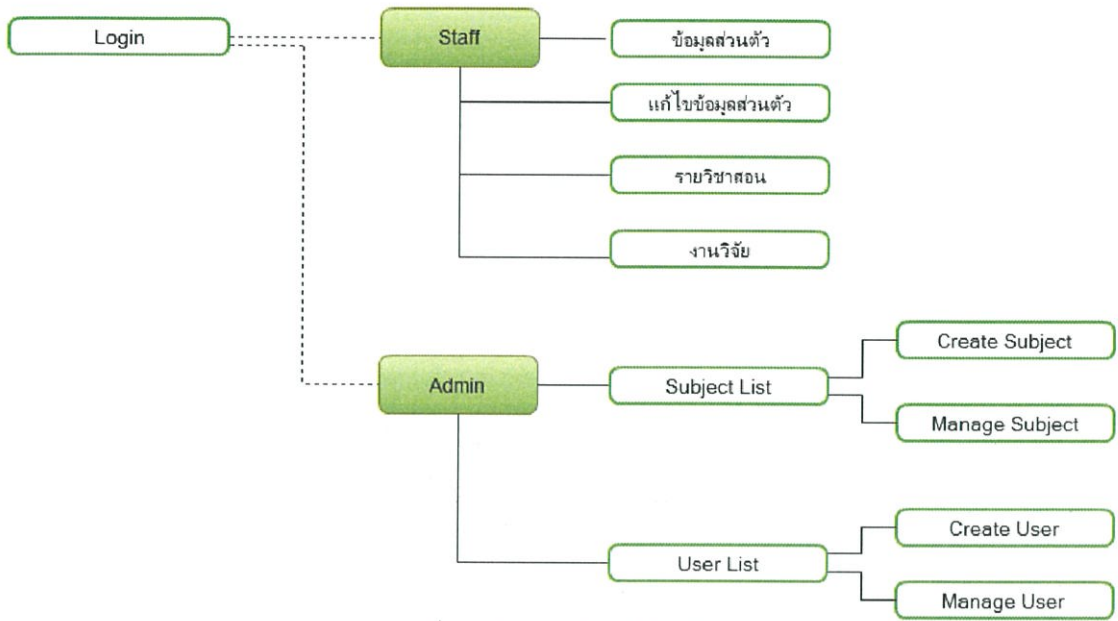 Login
Staff
ข้อมูลส่วนตัว
แก้ไขข้อมูลส่วนตัว
รายวิชาสอน
งานวิจัย
Admin
Subject List
Create Subject
Manage Subject
User List
Create User
Manage User